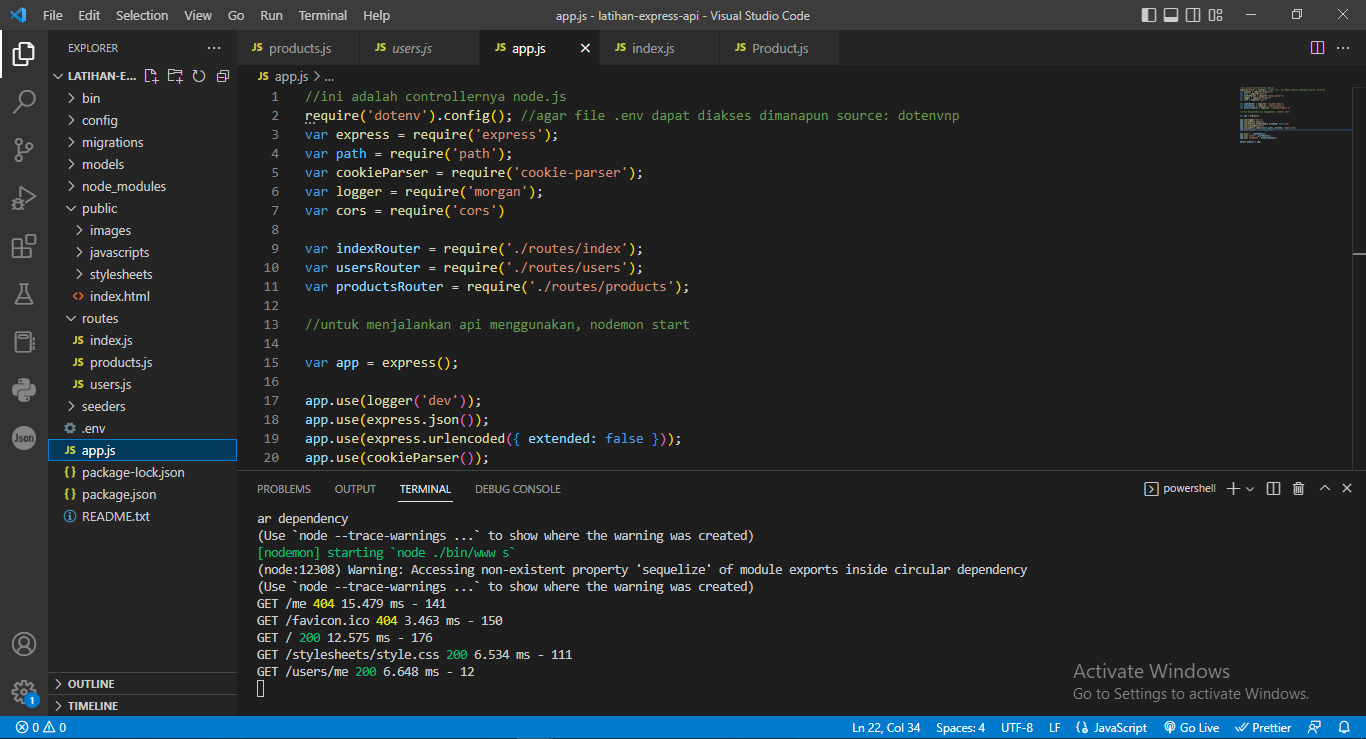 File Edit Selection View Go Run Terminal Help app.js - latihan-express-api - Visual Studio Code
EXPLORER ···
LATIHAN-E...
bin
config
migrations
models
node_modules
public
images
javascripts
stylesheets
<> index.html
routes
JS index.js
JS products.js
JS users.js
seeders
.env
JS app.js
{} package-lock.json
{} package.json
README.txt
OUTLINE
TIMELINE
Json
1
JS products.js JS users.js JS app.js JS index.js JS Product.js
JS app.js > ...
1 //ini adalah controllernya node.js
2 require('dotenv').config(); //agar file .env dapat diakses dimanapun source: dotenvnp
3 var express = require('express');
4 var path = require('path');
5 var cookieParser = require('cookie-parser');
6 var logger = require('morgan');
7 var cors = require('cors')
8
9 var indexRouter = require('./routes/index');
10 var usersRouter = require('./routes/users');
11 var productsRouter = require('./routes/products');
12
13 //untuk menjalankan api menggunakan, nodemon start
14
15 var app = express();
16
17 app.use(logger('dev'));
18 app.use(express.json());
19 app.use(express.urlencoded({ extended: false }));
20 app.use(cookieParser());
PROBLEMS OUTPUT TERMINAL DEBUG CONSOLE powershell
ar dependency
(Use `node --trace-warnings ...` to show where the warning was created)
[nodemon] starting `node ./bin/www s`
(node:12308) Warning: Accessing non-existent property 'sequelize' of module exports inside circular dependency
(Use `node --trace-warnings ...` to show where the warning was created)
GET /me 404 15.479 ms - 141
GET /favicon.ico 404 3.463 ms - 150
GET / 200 12.575 ms - 176
GET /stylesheets/style.css 200 6.534 ms - 111
GET /users/me 200 6.648 ms - 12
Activate Windows
Go to Settings to activate Windows.
0 0 Ln 22, Col 34 Spaces: 4 UTF-8 LF JavaScript Go Live Prettier